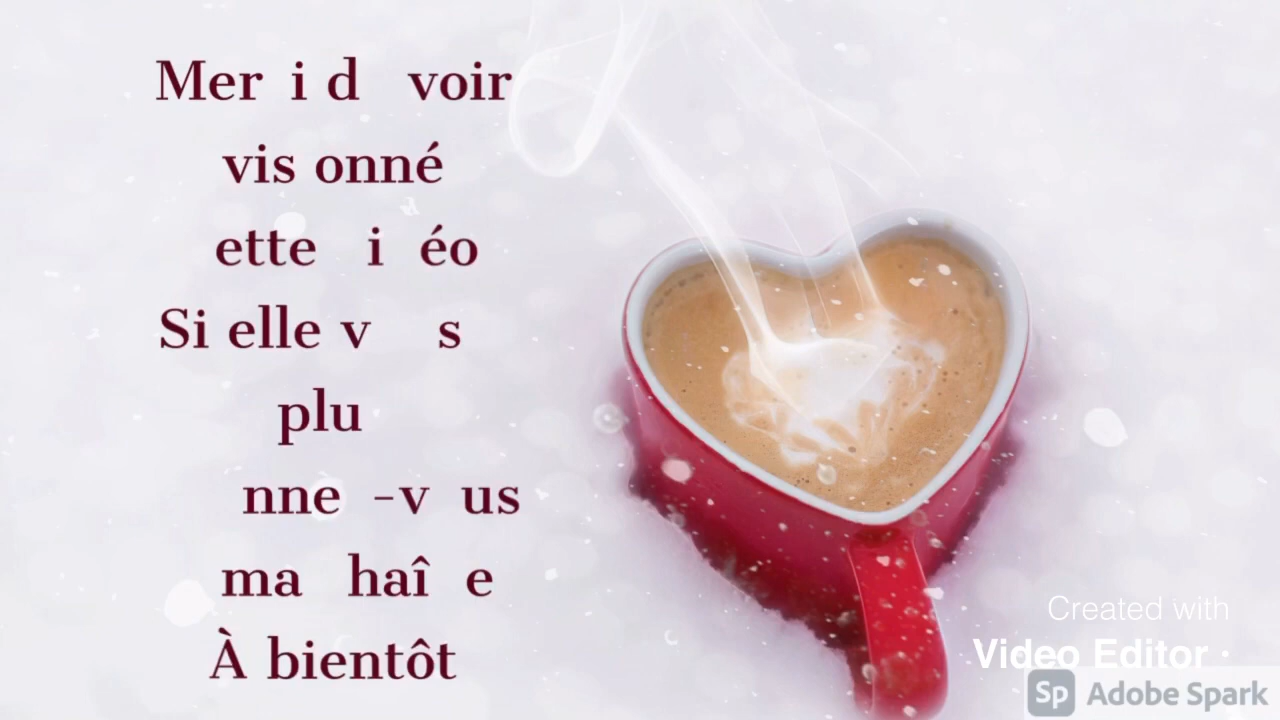 Mer i d voir
vis onné
ette i éo
Si elle v s
plu
nne -v us
ma haî e
À bientôt
Created with
Video Editor ·
Sp Adobe Spark